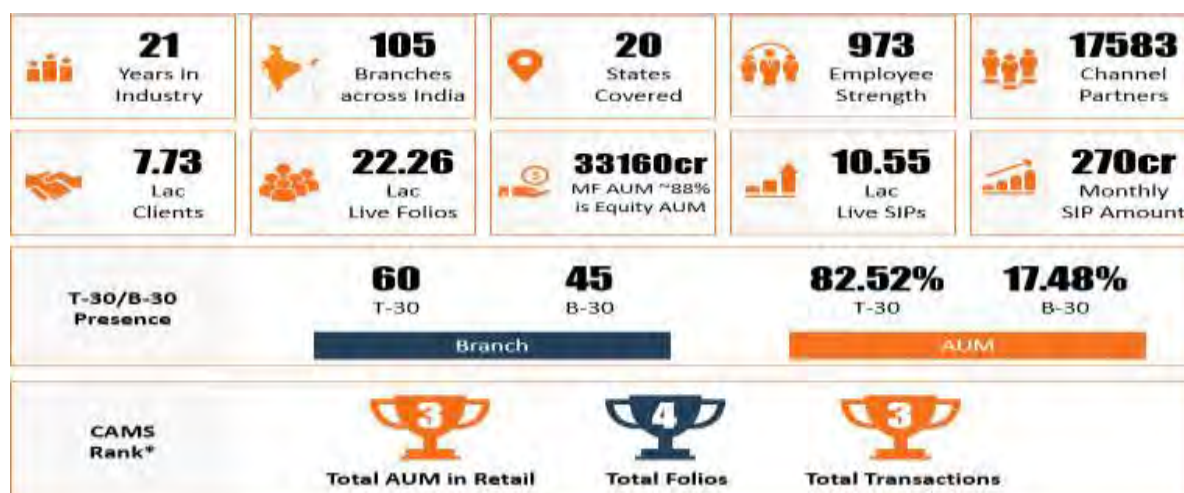 21
Years in
Industry
105
Branches
across India
20
States
Covered
973
Employee
Strength
17583
Channel
Partners
7.73
Lac
Clients
22.26
Lac
Live Folios
33160cr
MF AUM ~88%
is Equity AUM
10.55
Lac
Live SIPs
270cr
Monthly
SIP Amount
T-30/B-30
Presence
60
T-30
45
B-30
Branch
82.52%
T-30
17.48%
B-30
AUM
CAMS
Rank*
3
Total AUM in Retail
4
Total Folios
3
Total Transactions